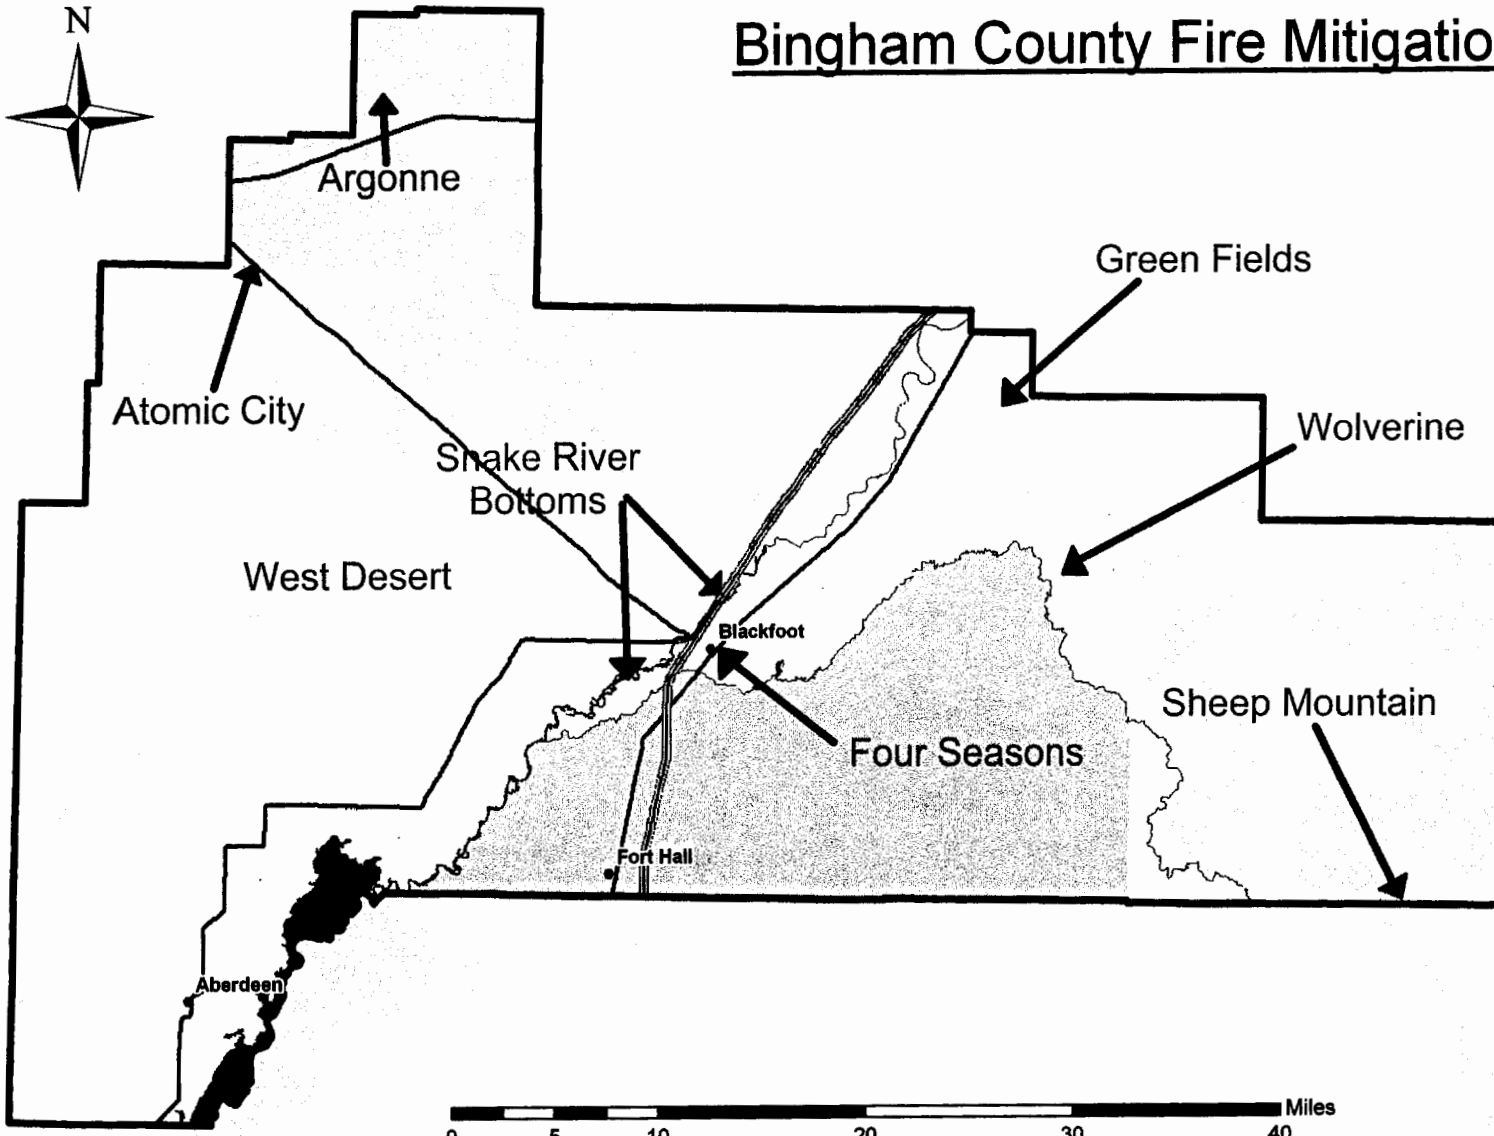 N
Bingham County Fire Mitigatio
Argonne
Green Fields
Atomic City
Wolverine
Snake River
Bottoms
West Desert
Blackfoot
Sheep Mountain
Four Seasons
Fort Hall
Aberdeen
Miles
0 5 10 20 30 40